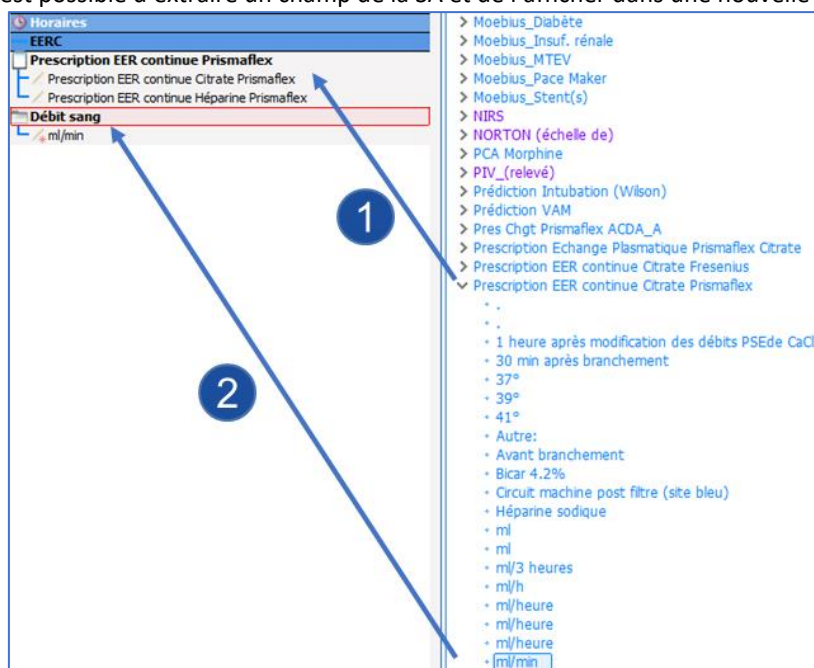 est possible d'extraire un champ de la SA et de l'afficher dans une nouvelle
Horaires
EERC
Prescription EER continue Prismaflex
Prescription EER continue Citrate Prismaflex
Prescription EER continue Héparine Prismaflex
Débit sang
ml/min
1
2
Moebius_Diabète
Moebius_Insuf. rénale
Moebius_MTEV
Moebius_Pace Maker
Moebius_Stent(s)
NIRS
NORTON (échelle de)
PCA Morphine
PIV_(relevé)
Prédiction Intubation (Wilson)
Prédiction VAM
Pres Chgt Prismaflex ACDA_A
Prescription Echange Plasmatique Prismaflex Citrate
Prescription EER continue Citrate Fresenius
Prescription EER continue Citrate Prismaflex
.
.
1 heure après modification des débits PSEde CaCl
30 min après branchement
37°
39°
41°
Autre:
Avant branchement
Bicar 4.2%
Circuit machine post filtre (site bleu)
Héparine sodique
ml
ml
ml/3 heures
ml/h
ml/heure
ml/heure
ml/heure
ml/min